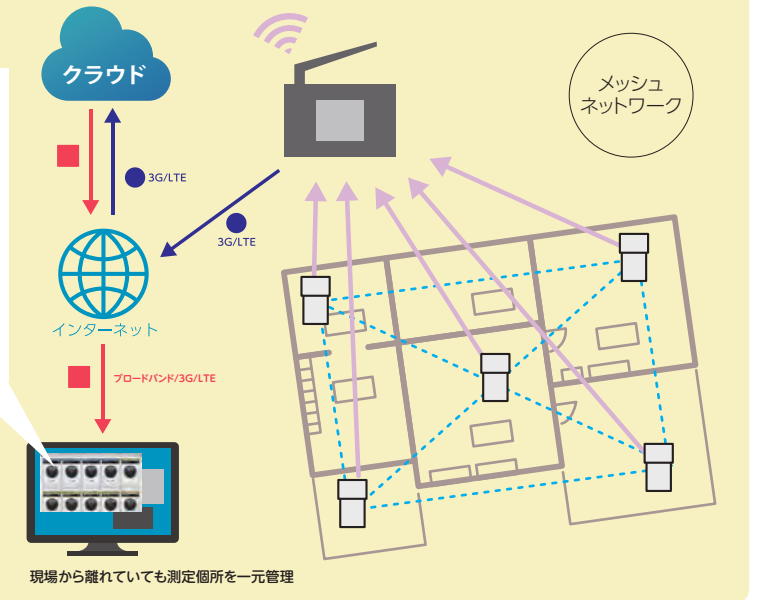 クラウド
メッシュ
ネットワーク
3G/LTE
3G/LTE
インターネット
ブロードバンド/3G/LTE
現場から離れていても測定個所を一元管理